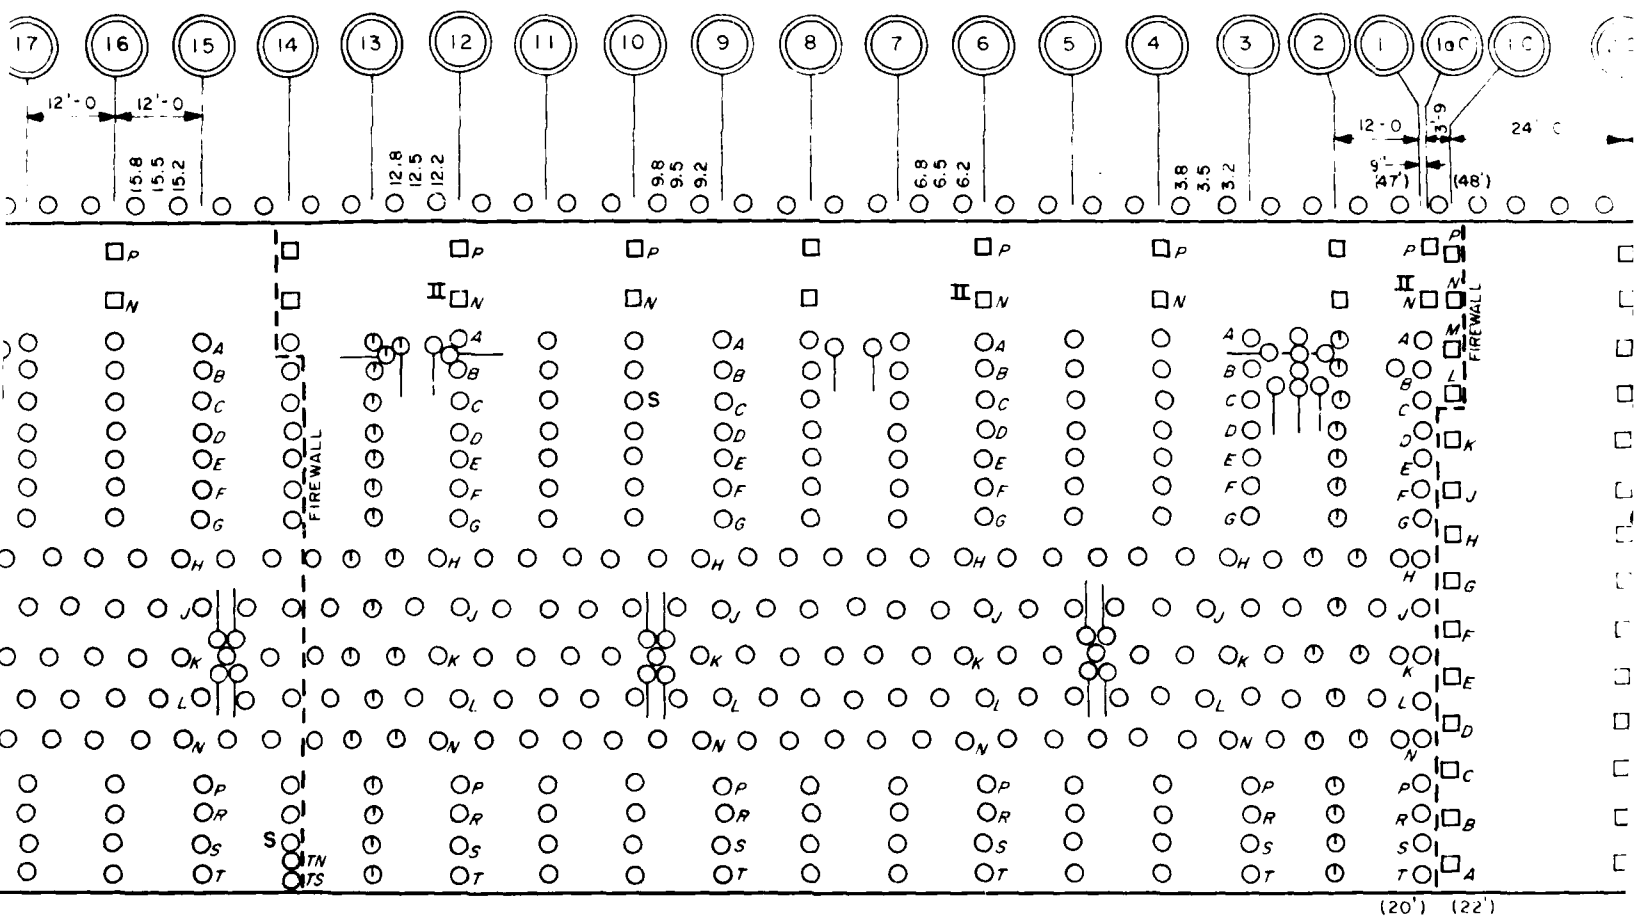 17 16 15 14 13 12 11 10 9 8 7 6 5 4 3 2 1 1aC 1C
12'-0 12'-0 12-0 3'-9 24'
15.8 15.5 15.2 12.8 12.5 12.2 9.8 9.5 9.2 6.8 6.5 6.2 3.8 3.5 3.2
(47') (48')
P P P P P P P
N II N N II N N II N N
A A A A A A M
FIREWALL
B B B B B B L
C C S C C C C
D D D D D D K
E E E E E E
FIREWALL
F F F F F F J
G G G G G G
H H H H H H
G
J J J J J J
F
K K K K K K
E
L L L L L L
D
N N N N N N
C
P P P P P P
R R R R R R B
S S S S S S S
TN
A
T TS T T T T T
(20') (22')